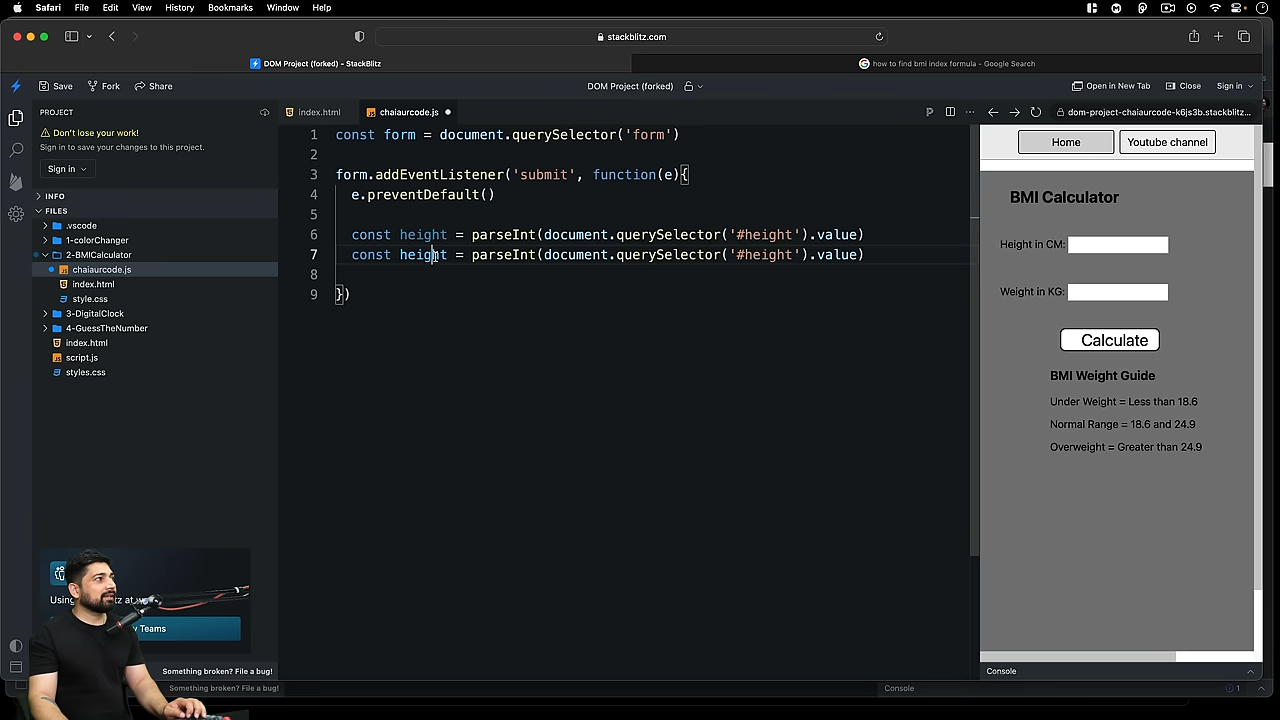 Safari File Edit View History Bookmarks Window Help
stackblitz.com
DOM Project (forked) - StackBlitz
how to find bmi index formula - Google Search
Save Fork Share
DOM Project (forked)
Open in New Tab Close Sign in
PROJECT
index.html
chaiaurcode.js
dom-project-chaiaurcode-k6js3b.stackblitz...
Don't lose your work!
Sign in to save your changes to this project.
Sign in
INFO
FILES
.vscode
1-colorChanger
2-BMICalculator
chaiaurcode.js
index.html
style.css
3-DigitalClock
4-GuessTheNumber
index.html
script.js
styles.css
Teams
Something broken? File a bug!
Something broken? File a bug!
1 const form = document.querySelector('form')
2
3 form.addEventListener('submit', function(e){
4 e.preventDefault()
5
6 const height = parseInt(document.querySelector('#height').value)
7 const height = parseInt(document.querySelector('#height').value)
8
9 })
Home
Youtube channel
BMI Calculator
Height in CM:
Weight in KG:
Calculate
BMI Weight Guide
Under Weight = Less than 18.6
Normal Range = 18.6 and 24.9
Overweight = Greater than 24.9
Console
Console
1